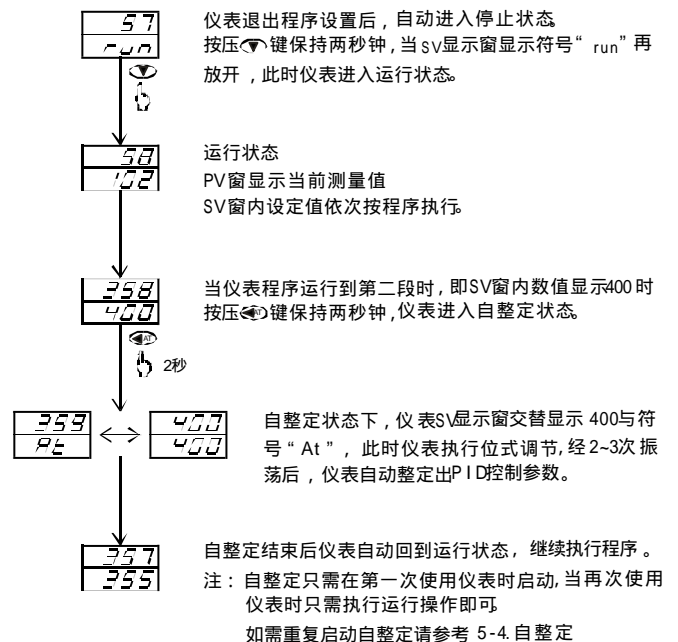 57
run
仪表退出程序设置后，自动进入停止状态。
按压▼键保持两秒钟，当SV显示窗显示符号“run”再
放开，此时仪表进入运行状态。
58
102
运行状态
PV窗显示当前测量值
SV窗内设定值依次按程序执行。
358
400
当仪表程序运行到第二段时，即SV窗内数值显示400时
按压◀AT键保持两秒钟，仪表进入自整定状态。
AT
2秒
359
At
400
400
自整定状态下，仪表SV显示窗交替显示 400与符
号“At”，此时仪表执行位式调节，经2~3次振
荡后，仪表自动整定出PID控制参数。
357
355
自整定结束后仪表自动回到运行状态，继续执行程序。
注：自整定只需在第一次使用仪表时启动，当再次使用
仪表时只需执行运行操作即可
如需重复启动自整定请参考 5-4.自整定